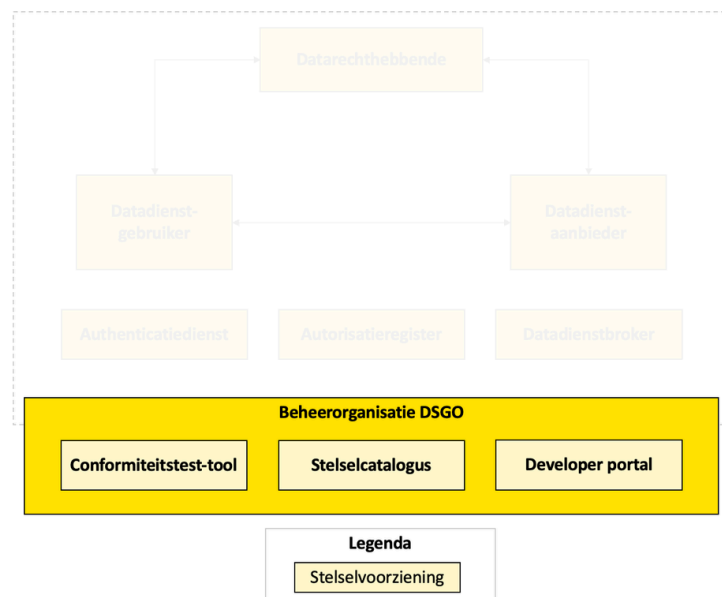 Datarechthebbende
Datadienst-
gebruiker
Datadienst-
aanbieder
Authenticatiedienst
Autorisatieregister
Datadienstbroker
Beheerorganisatie DSGO
Conformiteitstest-tool
Stelselcatalogus
Developer portal
Legenda
Stelselvoorziening